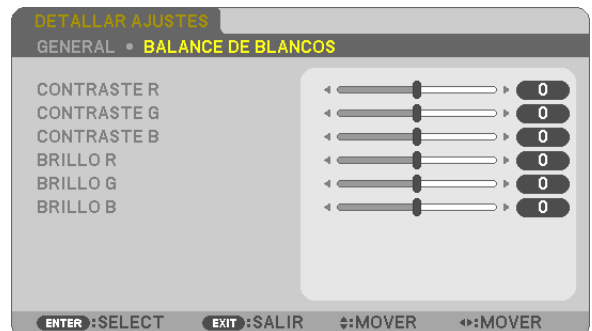 DETALLAR AJUSTES
GENERAL • BALANCE DE BLANCOS
CONTRASTE R 0
CONTRASTE G 0
CONTRASTE B 0
BRILLO R 0
BRILLO G 0
BRILLO B 0
ENTER :SELECT EXIT :SALIR :MOVER :MOVER